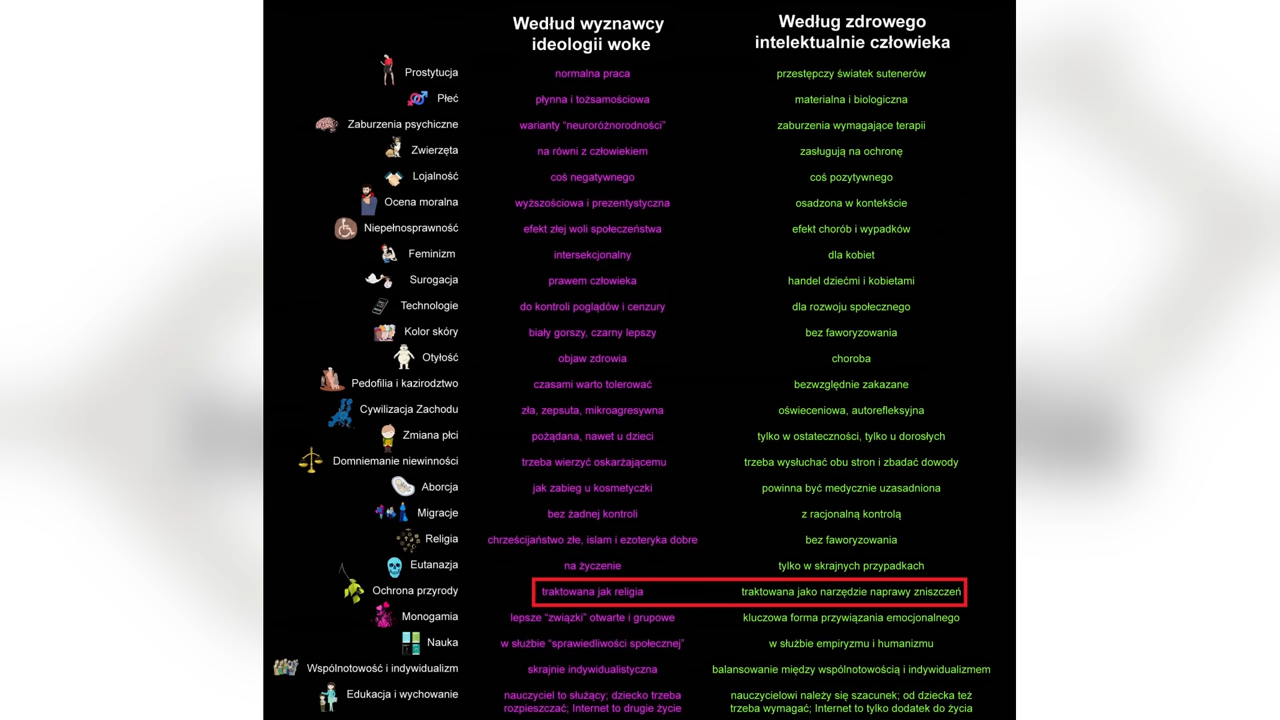 Wedłud wyznawcy
ideologii woke
Według zdrowego
intelektualnie człowieka
Prostytucja normalna praca przestępczy światek sutenerów
Płeć płynna i tożsamościowa materialna i biologiczna
Zaburzenia psychiczne warianty “neuroróżnorodności” zaburzenia wymagające terapii
Zwierzęta na równi z człowiekiem zasługują na ochronę
Lojalność coś negatywnego coś pozytywnego
Ocena moralna wyższościowa i prezentystyczna osadzona w kontekście
Niepełnosprawność efekt złej woli społeczeństwa efekt chorób i wypadków
Feminizm intersekcjonalny dla kobiet
Surogacja prawem człowieka handel dziećmi i kobietami
Technologie do kontroli poglądów i cenzury dla rozwoju społecznego
Kolor skóry biały gorszy, czarny lepszy bez faworyzowania
Otyłość objaw zdrowia choroba
Pedofilia i kazirodztwo czasami warto tolerować bezwzględnie zakazane
Cywilizacja Zachodu zła, zepsuta, mikroagresywna oświeceniowa, autorefleksyjna
Zmiana płci pożądana, nawet u dzieci tylko w ostateczności, tylko u dorosłych
Domniemanie niewinności trzeba wierzyć oskarżającemu trzeba wysłuchać obu stron i zbadać dowody
Aborcja jak zabieg u kosmetyczki powinna być medycznie uzasadniona
Migracje bez żadnej kontroli z racjonalną kontrolą
Religia chrześcijaństwo złe, islam i ezoteryka dobre bez faworyzowania
Eutanazja na życzenie tylko w skrajnych przypadkach
Ochrona przyrody traktowana jak religia traktowana jako narzędzie naprawy zniszczeń
Monogamia lepsze “związki” otwarte i grupowe kluczowa forma przywiązania emocjonalnego
Nauka w służbie “sprawiedliwości społecznej” w służbie empiryzmu i humanizmu
Wspólnotowość i indywidualizm skrajnie indywidualistyczna balansowanie między wspólnotowością i indywidualizmem
Edukacja i wychowanie nauczyciel to służący; dziecko trzeba nauczycielowi należy się szacunek; od dziecka też
rozpieszczać; Internet to drugie życie trzeba wymagać; Internet to tylko dodatek do życia